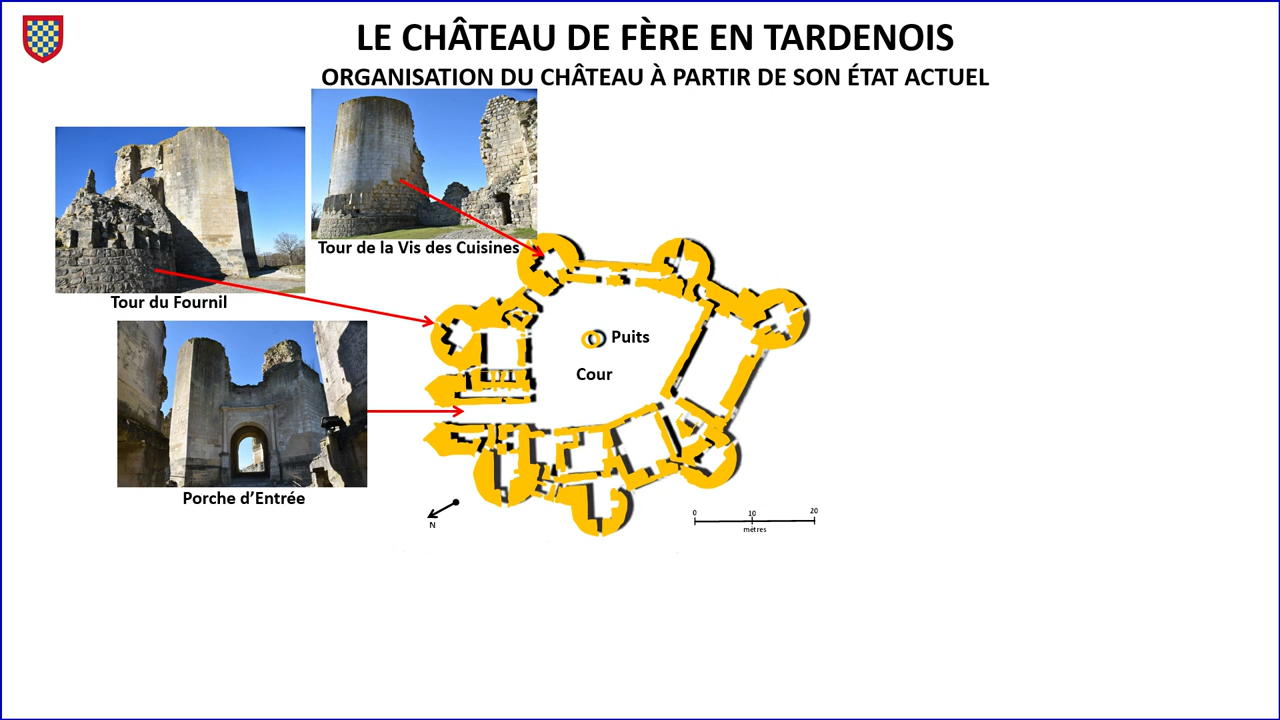 LE CHÂTEAU DE FÈRE EN TARDENOIS
ORGANISATION DU CHÂTEAU À PARTIR DE SON ÉTAT ACTUEL
Tour de la Vis des Cuisines
Tour du Fournil
Puits
Cour
Porche d'Entrée
N
0 10 20
mètres